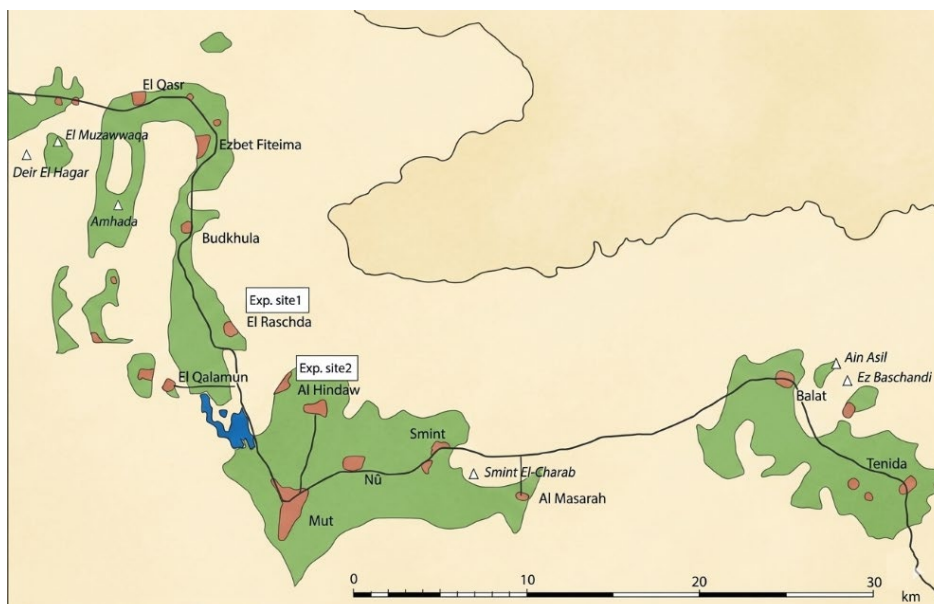 El Qasr
El Muzawwaqa
Ezbet Fiteima
Deir El Hagar
Amhada
Budkhula
Exp. site1
El Raschda
Exp. site2
El Qalamun
Al Hindaw
Ain Asil
Ez Baschandi
Balat
Smint
Tenida
Smint El-Charab
Nû
Al Masarah
Mut
0 10 20 30
km